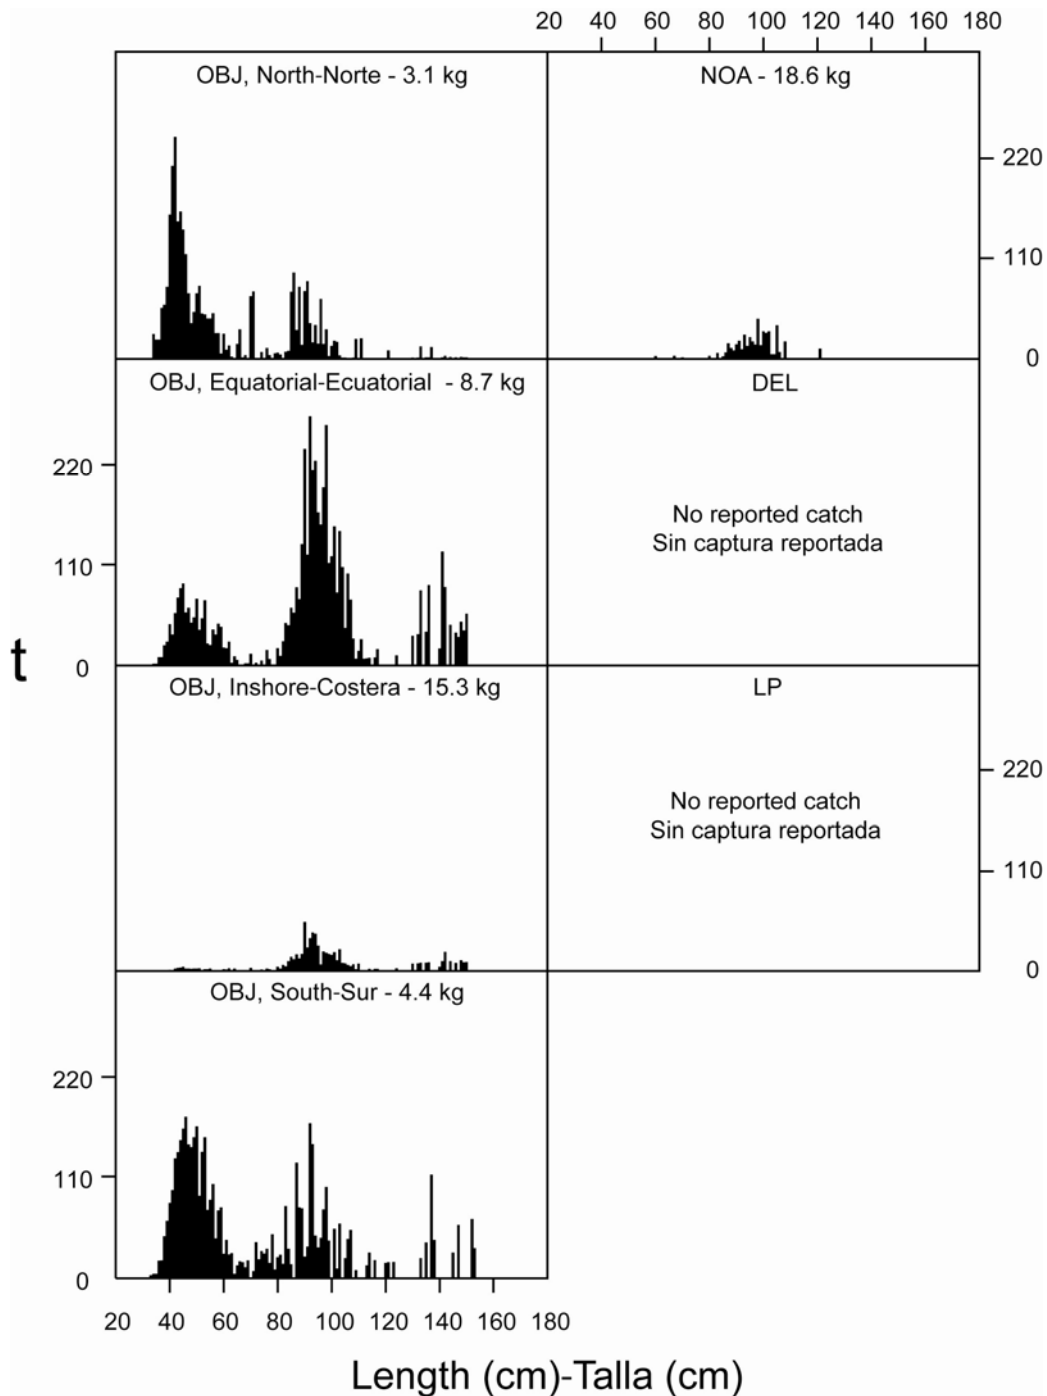 20 40 60 80 100 120 140 160 180
OBJ, North-Norte - 3.1 kg
NOA - 18.6 kg
220
110
0
OBJ, Equatorial-Ecuatorial - 8.7 kg
DEL
220
110
0
No reported catch
Sin captura reportada
t
OBJ, Inshore-Costera - 15.3 kg
LP
No reported catch
Sin captura reportada
220
110
0
OBJ, South-Sur - 4.4 kg
220
110
0
20 40 60 80 100 120 140 160 180
Length (cm)-Talla (cm)